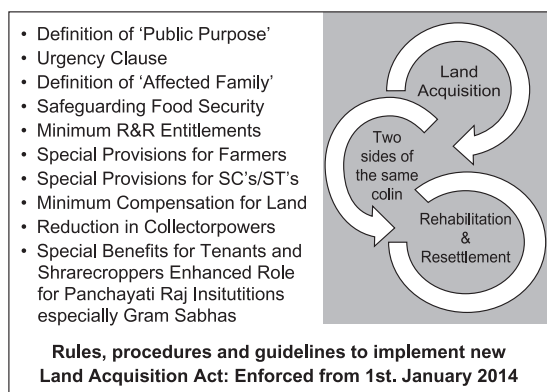 • Definition of ‘Public Purpose’
• Urgency Clause
• Definition of ‘Affected Family’
• Safeguarding Food Security
• Minimum R&R Entitlements
• Special Provisions for Farmers
• Special Provisions for SC’s/ST’s
• Minimum Compensation for Land
• Reduction in Collectorpowers
• Special Benefits for Tenants and
Shrarecroppers Enhanced Role
for Panchayati Raj Insitutitions
especially Gram Sabhas
Land
Acquisition
Two
sides of
the same
colin
Rehabilitation
&
Resettlement
Rules, procedures and guidelines to implement new
Land Acquisition Act: Enforced from 1st. January 2014